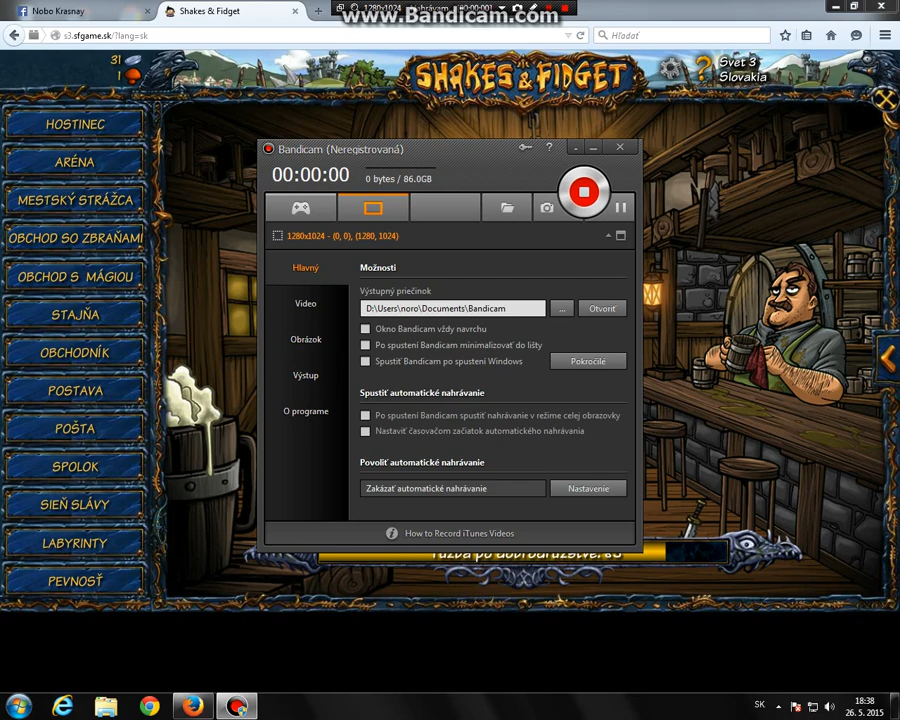 Nobo Krasnay
Shakes & Fidget
www.Bandicam.com
s3.sfgame.sk/?lang=sk
Hľadať
31
1
SHAKES & FIDGET
Svet 3
Slovakia
HOSTINEC
ARÉNA
MESTSKÝ STRÁŽCA
OBCHOD SO ZBRAŇAMI
OBCHOD S MÁGIOU
STAJŇA
OBCHODNÍK
POSTAVA
POŠTA
SPOLOK
SIEŇ SLÁVY
LABYRINTY
PEVNOSŤ
Bandicam (Neregistrovaná)
00:00:00
0 bytes / 86.0GB
1280x1024 - (0, 0), (1280, 1024)
Hlavný
Video
Obrázok
Výstup
O programe
Možnosti
Výstupný priečinok
D:\Users\noro\Documents\Bandicam
...
Otvoriť
Okno Bandicam vždy navrchu
Po spustení Bandicam minimalizovať do lišty
Spustiť Bandicam po spustení Windows
Pokročilé
Spustiť automatické nahrávanie
Po spustení Bandicam spustiť nahrávanie v režime celej obrazovky
Nastaviť časovačom začiatok automatického nahrávania
Povoliť automatické nahrávanie
Zakázať automatické nahrávanie
Nastavenie
How to Record iTunes Videos
SK
18:38
26. 5. 2015